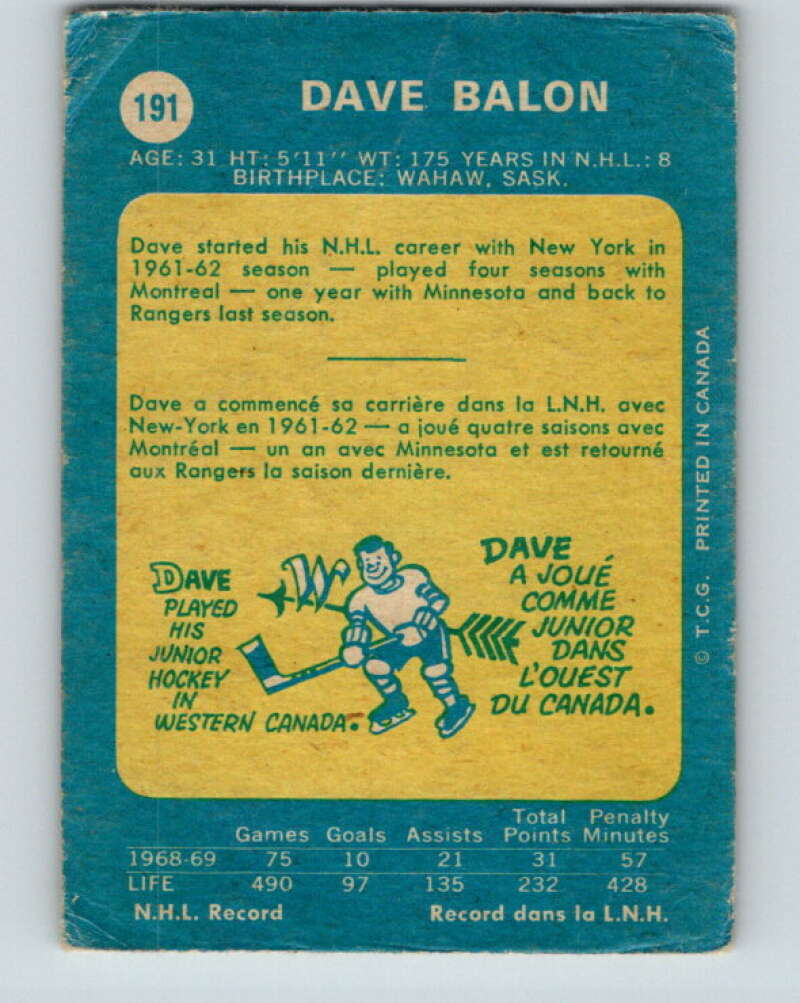 191
DAVE BALON
AGE: 31 HT: 5'11'' WT: 175 YEARS IN N.H.L.: 8
BIRTHPLACE: WAHAW, SASK.
Dave started his N.H.L. career with New York in
1961-62 season — played four seasons with
Montreal — one year with Minnesota and back to
Rangers last season.
Dave a commencé sa carrière dans la L.N.H. avec
New-York en 1961-62 — a joué quatre saisons avec
Montréal — un an avec Minnesota et est retourné
aux Rangers la saison dernière.
DAVE
PLAYED
HIS
JUNIOR
HOCKEY
IN
WESTERN CANADA.
W
DAVE
A JOUÉ
COMME
JUNIOR
DANS
L'OUEST
DU CANADA.
© T.C.G. PRINTED IN CANADA
Total Penalty
Games Goals Assists Points Minutes
1968-69 75 10 21 31 57
LIFE 490 97 135 232 428
N.H.L. Record Record dans la L.N.H.